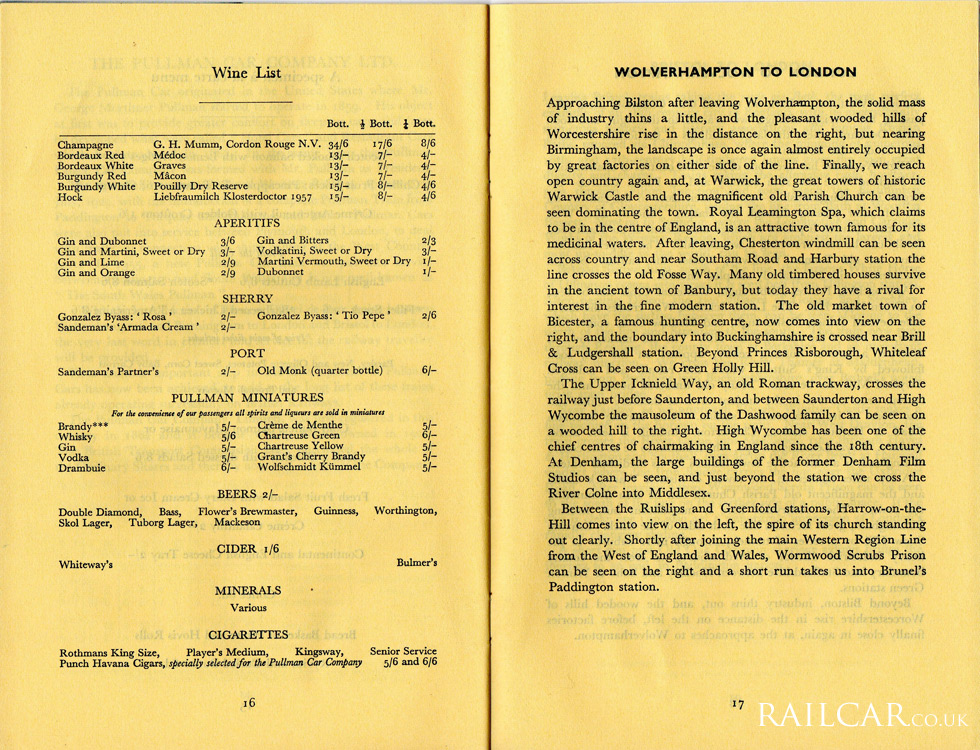 Wine List
Bott. ½ Bott. ¼ Bott.
Champagne G. H. Mumm, Cordon Rouge N.V. 34/6 17/6 8/6
Bordeaux Red Médoc 13/- 7/- 4/-
Bordeaux White Graves 13/- 7/- 4/-
Burgundy Red Mâcon 13/- 7/- 4/-
Burgundy White Pouilly Dry Reserve 15/- 8/- 4/6
Hock Liebfraumilch Klosterdoctor 1957 15/- 8/- 4/6
APERITIFS
Gin and Dubonnet 3/6 Gin and Bitters 2/3
Gin and Martini, Sweet or Dry 3/- Vodkatini, Sweet or Dry 3/-
Gin and Lime 2/9 Martini Vermouth, Sweet or Dry 1/-
Gin and Orange 2/9 Dubonnet 1/-
SHERRY
Gonzalez Byass: ‘ Rosa ’ 2/- Gonzalez Byass: ‘ Tio Pepe ’ 2/6
Sandeman's ‘Armada Cream ’ 2/-
PORT
Sandeman's Partner's 2/- Old Monk (quarter bottle) 6/-
PULLMAN MINIATURES
For the convenience of our passengers all spirits and liqueurs are sold in miniatures
Brandy*** 5/- Crème de Menthe 5/-
Whisky 5/6 Chartreuse Green 6/-
Gin 5/- Chartreuse Yellow 5/-
Vodka 5/- Grant's Cherry Brandy 5/-
Drambuie 6/- Wolfschmidt Kümmel 5/-
BEERS 2/-
Double Diamond, Bass, Flower's Brewmaster, Guinness, Worthington,
Skol Lager, Tuborg Lager, Mackeson
CIDER 1/6
Whiteway's Bulmer's
MINERALS
Various
CIGARETTES
Rothmans King Size, Player's Medium, Kingsway, Senior Service
Punch Havana Cigars, specially selected for the Pullman Car Company 5/6 and 6/6
16
WOLVERHAMPTON TO LONDON
Approaching Bilston after leaving Wolverhampton, the solid mass
of industry thins a little, and the pleasant wooded hills of
Worcestershire rise in the distance on the right, but nearing
Birmingham, the landscape is once again almost entirely occupied
by great factories on either side of the line. Finally, we reach
open country again and, at Warwick, the great towers of historic
Warwick Castle and the magnificent old Parish Church can be
seen dominating the town. Royal Leamington Spa, which claims
to be in the centre of England, is an attractive town famous for its
medicinal waters. After leaving, Chesterton windmill can be seen
across country and near Southam Road and Harbury station the
line crosses the old Fosse Way. Many old timbered houses survive
in the ancient town of Banbury, but today they have a rival for
interest in the fine modern station. The old market town of
Bicester, a famous hunting centre, now comes into view on the
right, and the boundary into Buckinghamshire is crossed near Brill
& Ludgershall station. Beyond Princes Risborough, Whiteleaf
Cross can be seen on Green Holly Hill.
The Upper Icknield Way, an old Roman trackway, crosses the
railway just before Saunderton, and between Saunderton and High
Wycombe the mausoleum of the Dashwood family can be seen on
a wooded hill to the right. High Wycombe has been one of the
chief centres of chairmaking in England since the 18th century.
At Denham, the large buildings of the former Denham Film
Studios can be seen, and just beyond the station we cross the
River Colne into Middlesex.
Between the Ruislips and Greenford stations, Harrow-on-the-
Hill comes into view on the left, the spire of its church standing
out clearly. Shortly after joining the main Western Region Line
from the West of England and Wales, Wormwood Scrubs Prison
can be seen on the right and a short run takes us into Brunel's
Paddington station.
17
RAILCAR.CO.UK